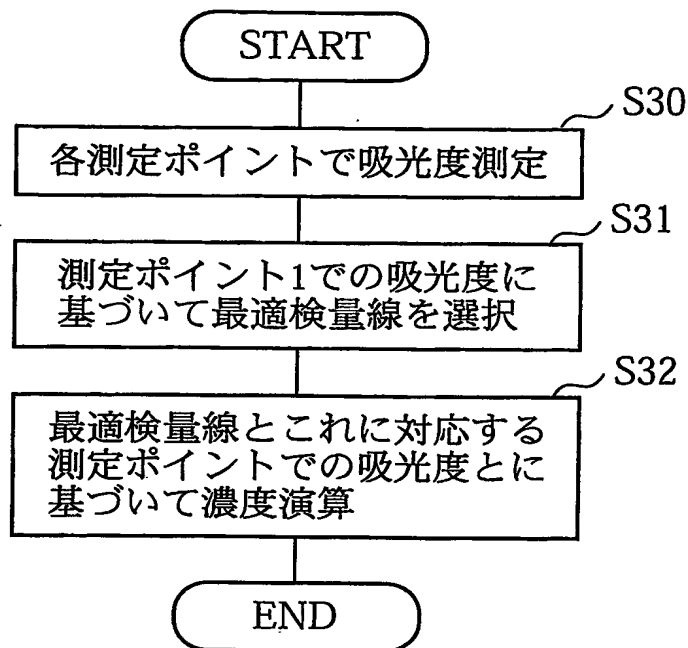 START
S30
各測定ポイントで吸光度測定
S31
測定ポイント1での吸光度に
基づいて最適検量線を選択
S32
最適検量線とこれに対応する
測定ポイントでの吸光度とに
基づいて濃度演算
END